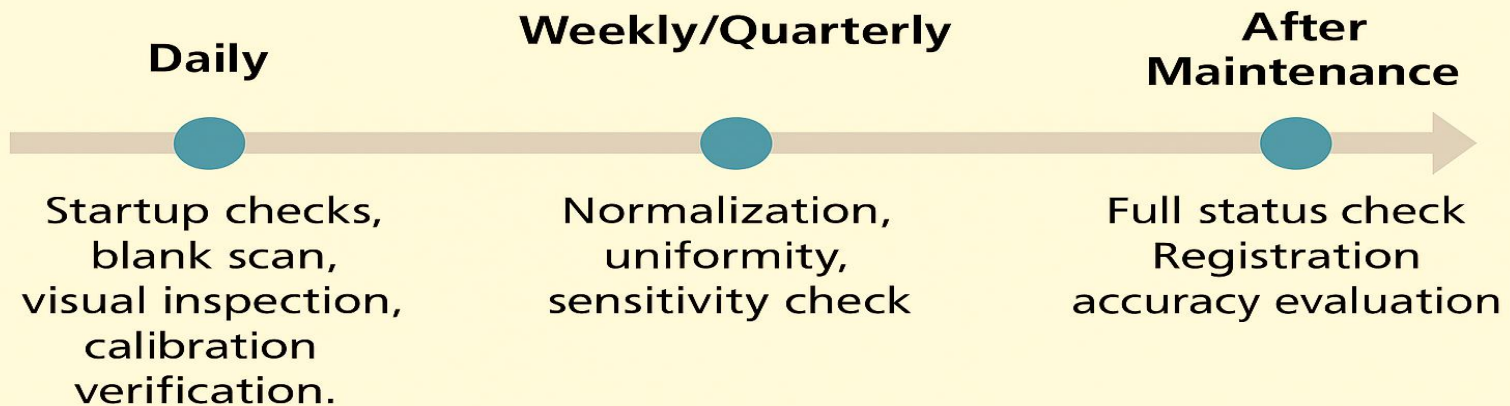 Daily
Startup checks,
blank scan,
visual inspection,
calibration
verification.
Weekly/Quarterly
Normalization,
uniformity,
sensitivity check
After
Maintenance
Full status check
Registration
accuracy evaluation